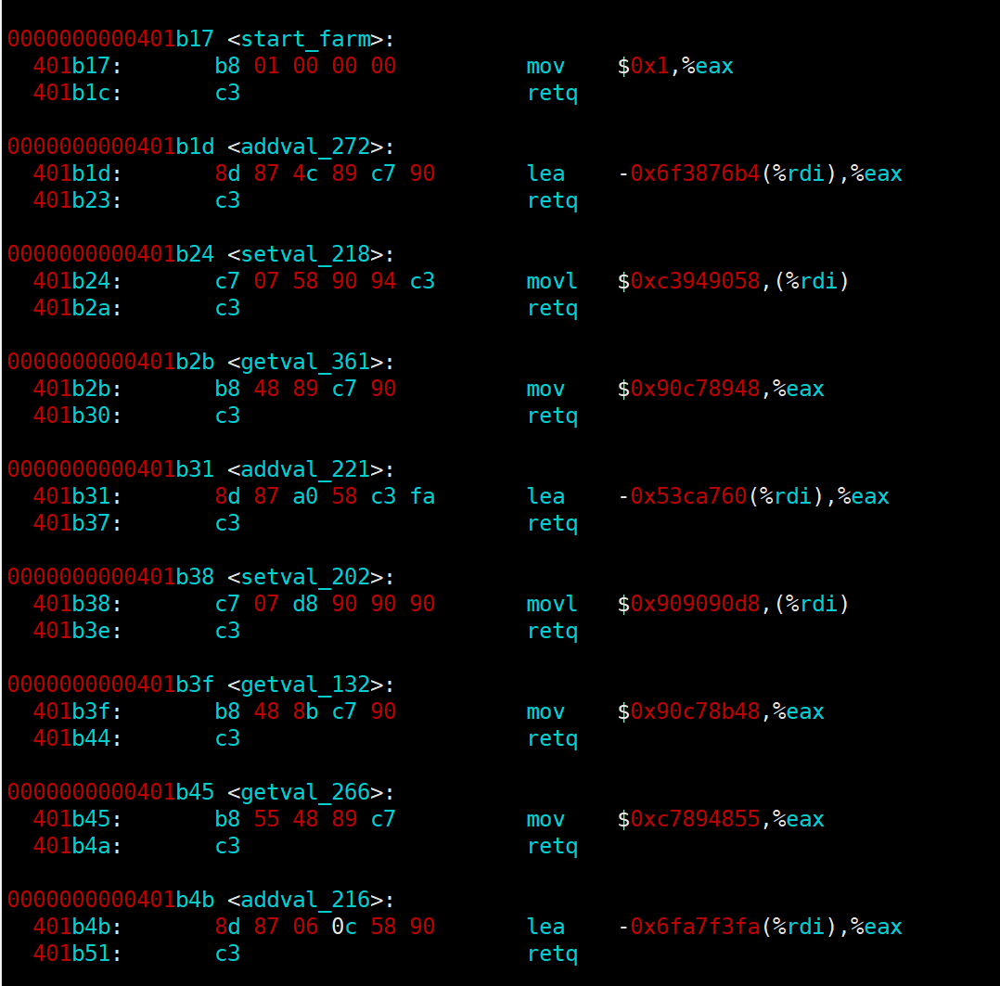 0000000000401b17 <start_farm>:
  401b17:       b8 01 00 00 00          mov    $0x1,%eax
  401b1c:       c3                      retq

0000000000401b1d <addval_272>:
  401b1d:       8d 87 4c 89 c7 90       lea    -0x6f3876b4(%rdi),%eax
  401b23:       c3                      retq

0000000000401b24 <setval_218>:
  401b24:       c7 07 58 90 94 c3       movl   $0xc3949058,(%rdi)
  401b2a:       c3                      retq

0000000000401b2b <getval_361>:
  401b2b:       b8 48 89 c7 90          mov    $0x90c78948,%eax
  401b30:       c3                      retq

0000000000401b31 <addval_221>:
  401b31:       8d 87 a0 58 c3 fa       lea    -0x53ca760(%rdi),%eax
  401b37:       c3                      retq

0000000000401b38 <setval_202>:
  401b38:       c7 07 d8 90 90 90       movl   $0x909090d8,(%rdi)
  401b3e:       c3                      retq

0000000000401b3f <getval_132>:
  401b3f:       b8 48 8b c7 90          mov    $0x90c78b48,%eax
  401b44:       c3                      retq

0000000000401b45 <getval_266>:
  401b45:       b8 55 48 89 c7          mov    $0xc7894855,%eax
  401b4a:       c3                      retq

0000000000401b4b <addval_216>:
  401b4b:       8d 87 06 0c 58 90       lea    -0x6fa7f3fa(%rdi),%eax
  401b51:       c3                      retq